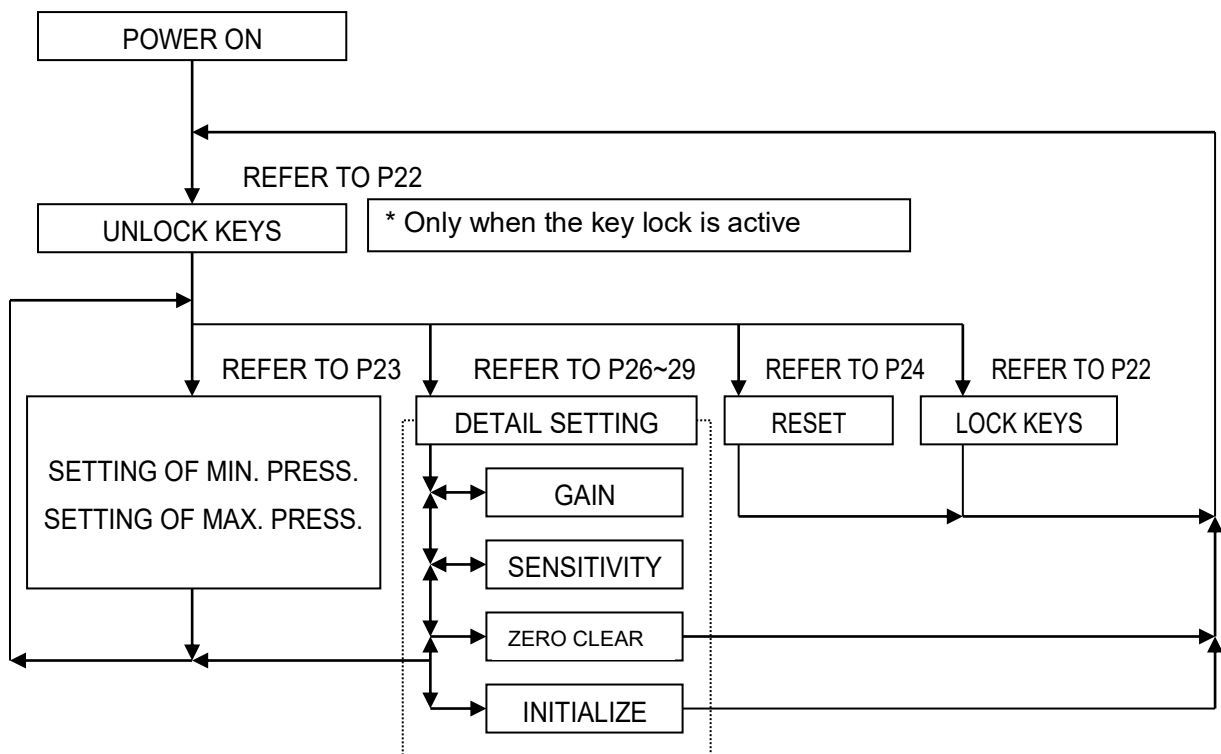 POWER ON
REFER TO P22
UNLOCK KEYS
* Only when the key lock is active
REFER TO P23
REFER TO P26~29
REFER TO P24
REFER TO P22
SETTING OF MIN. PRESS.
SETTING OF MAX. PRESS.
DETAIL SETTING
RESET
LOCK KEYS
GAIN
SENSITIVITY
ZERO CLEAR
INITIALIZE